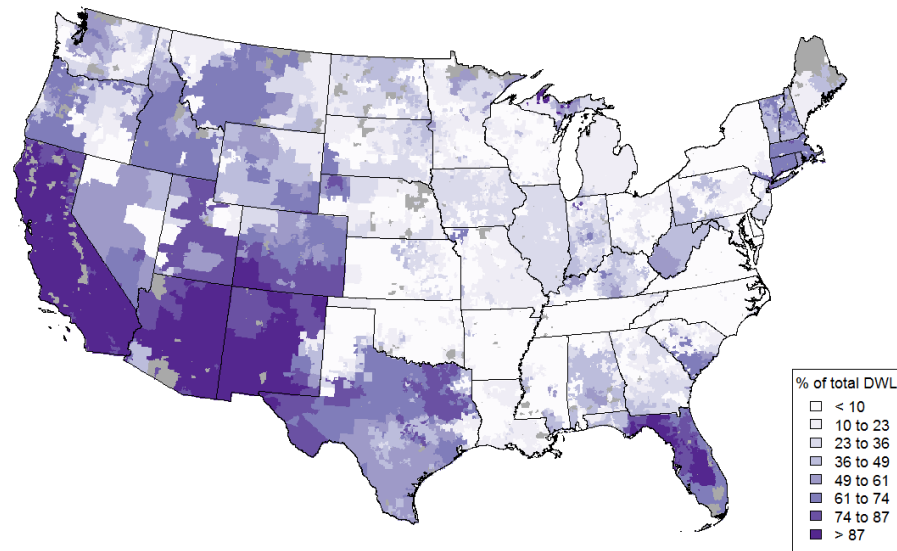 % of total DWL
< 10
10 to 23
23 to 36
36 to 49
49 to 61
61 to 74
74 to 87
> 87